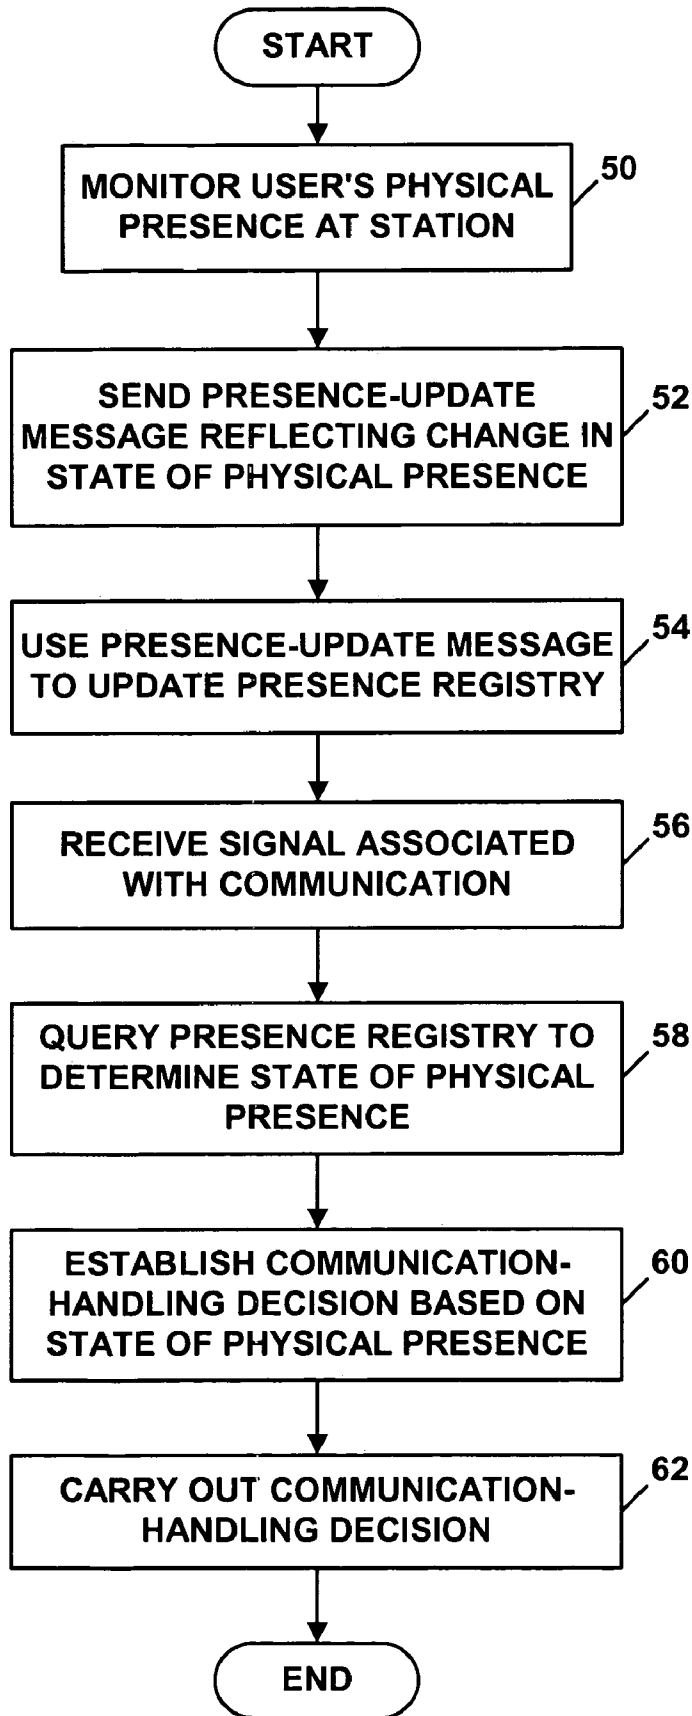 START
MONITOR USER'S PHYSICAL
PRESENCE AT STATION
50
SEND PRESENCE-UPDATE
MESSAGE REFLECTING CHANGE IN
STATE OF PHYSICAL PRESENCE
52
USE PRESENCE-UPDATE MESSAGE
TO UPDATE PRESENCE REGISTRY
54
RECEIVE SIGNAL ASSOCIATED
WITH COMMUNICATION
56
QUERY PRESENCE REGISTRY TO
DETERMINE STATE OF PHYSICAL
PRESENCE
58
ESTABLISH COMMUNICATION-
HANDLING DECISION BASED ON
STATE OF PHYSICAL PRESENCE
60
CARRY OUT COMMUNICATION-
HANDLING DECISION
62
END